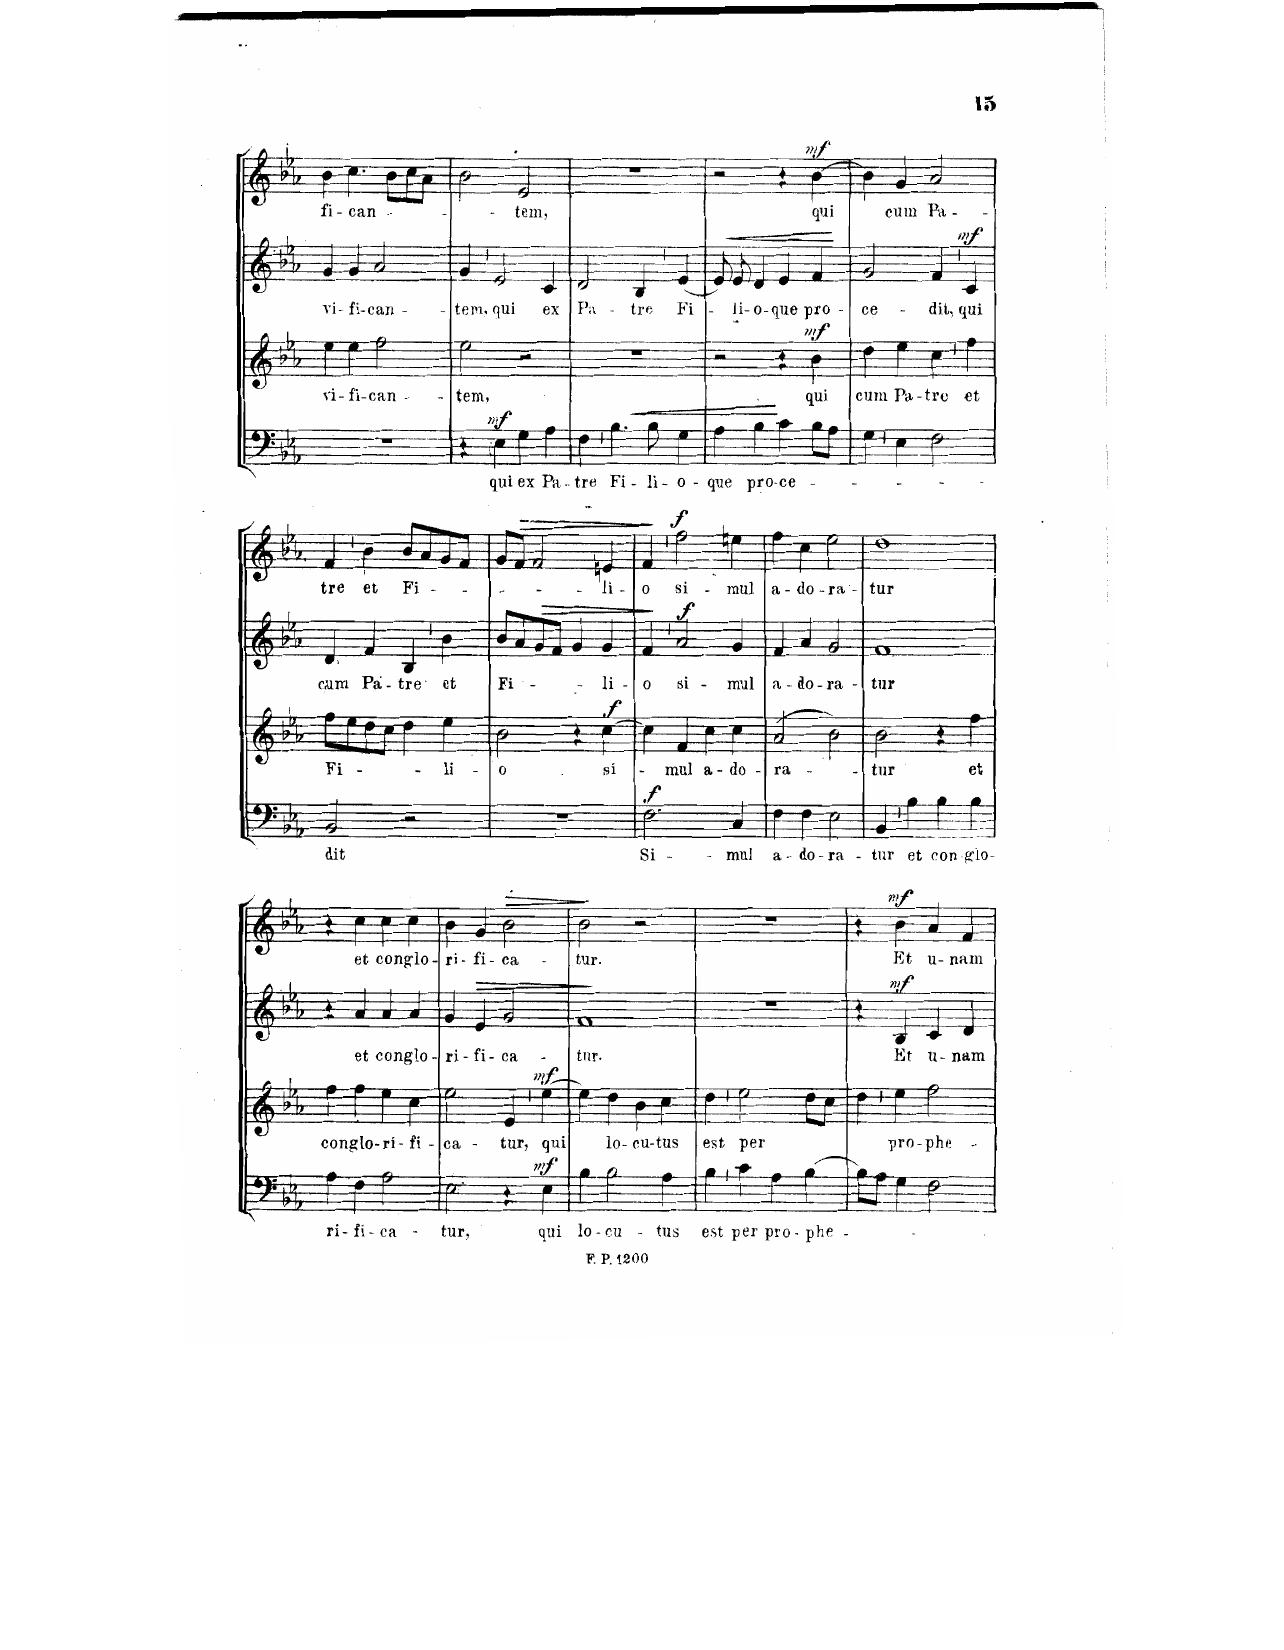 15
mf
fi - can - - tem, qui cum Pa -
mf
vi - fi - can - tem, qui ex Pa - tre Fi - li - o - que pro - ce - dit, qui
mf
vi - fi - can - tem, qui cum Pa - tre et
mf
qui ex Pa - tre Fi - li - o - que pro - ce - - - - -
f
tre et Fi - - - - li - o si - mul a - do - ra - tur
f
cum Pa - tre et Fi - - li - o si - mul a - do - ra - tur
f
Fi - - li - o si - mul a - do - ra - - tur et
f
dit Si - - mul a - do - ra - tur et con glo -
mf
et conglo - ri - fi - ca - tur. Et u - nam
mf
et conglo - ri - fi - ca - tur. Et u - nam
mf
conglo - ri - fi - ca - tur, qui lo - cu - tus est per pro - phe -
mf
ri - fi - ca - tur, qui lo - cu - tus est per pro - phe - -
F. P. 1200